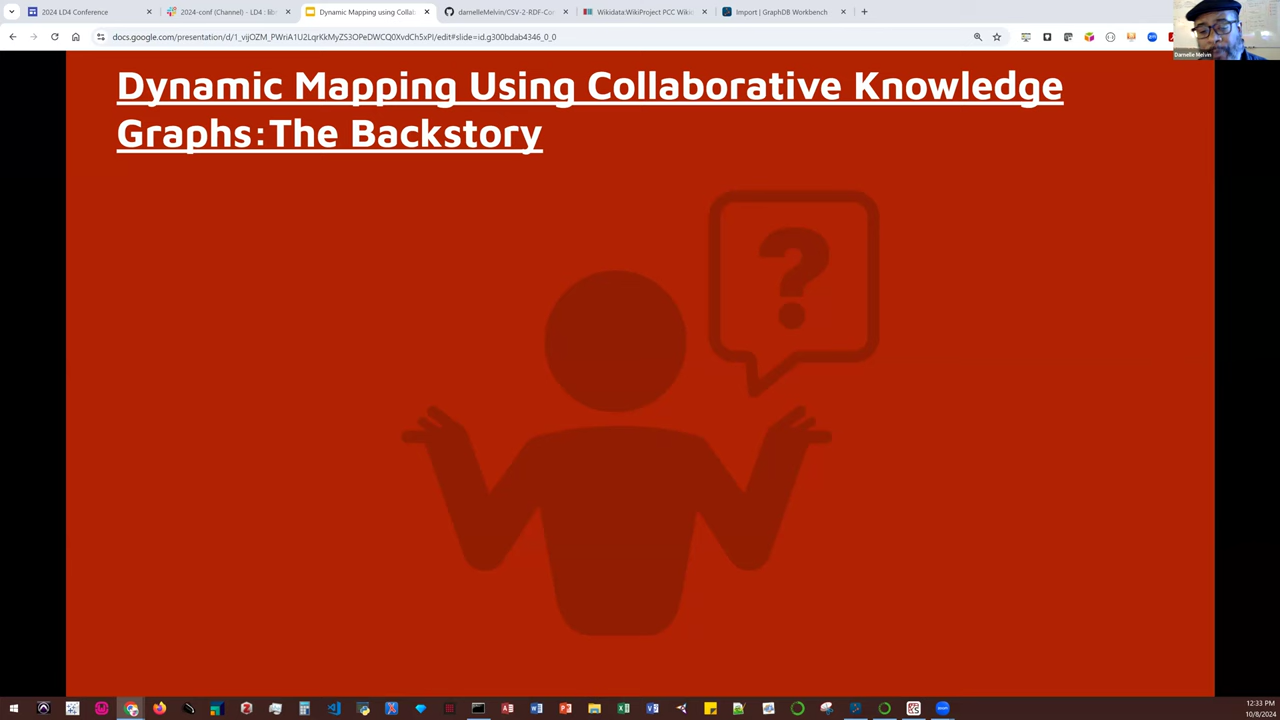 2024 LD4 Conference
2024-conf (Channel) - LD4 : lib
Dynamic Mapping using Collab
darnelleMelvin/CSV-2-RDF-Con
Wikidata:WikiProject PCC Wiki
Import | GraphDB Workbench
docs.google.com/presentation/d/1_vijOZM_PWriA1U2LqrKkMyZS3OPeDWCQ0XvdCh5xPI/edit#slide=id.g300bdab4346_0_0
Darnelle Melvin
Dynamic Mapping Using Collaborative Knowledge
Graphs:The Backstory
?
12:33 PM
10/8/2024